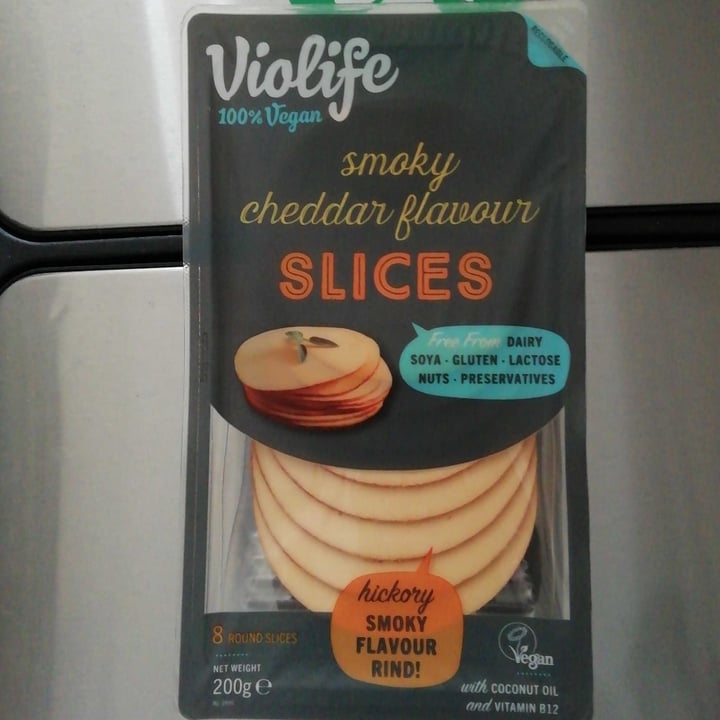 Violife
100% Vegan
RECLOSABLE
smoky
cheddar flavour
SLICES
Free From DAIRY
SOYA · GLUTEN · LACTOSE
NUTS · PRESERVATIVES
hickory
SMOKY
FLAVOUR
RIND!
8 ROUND SLICES
NET WEIGHT
200g ℮
Vegan
with COCONUT OIL
and VITAMIN B12